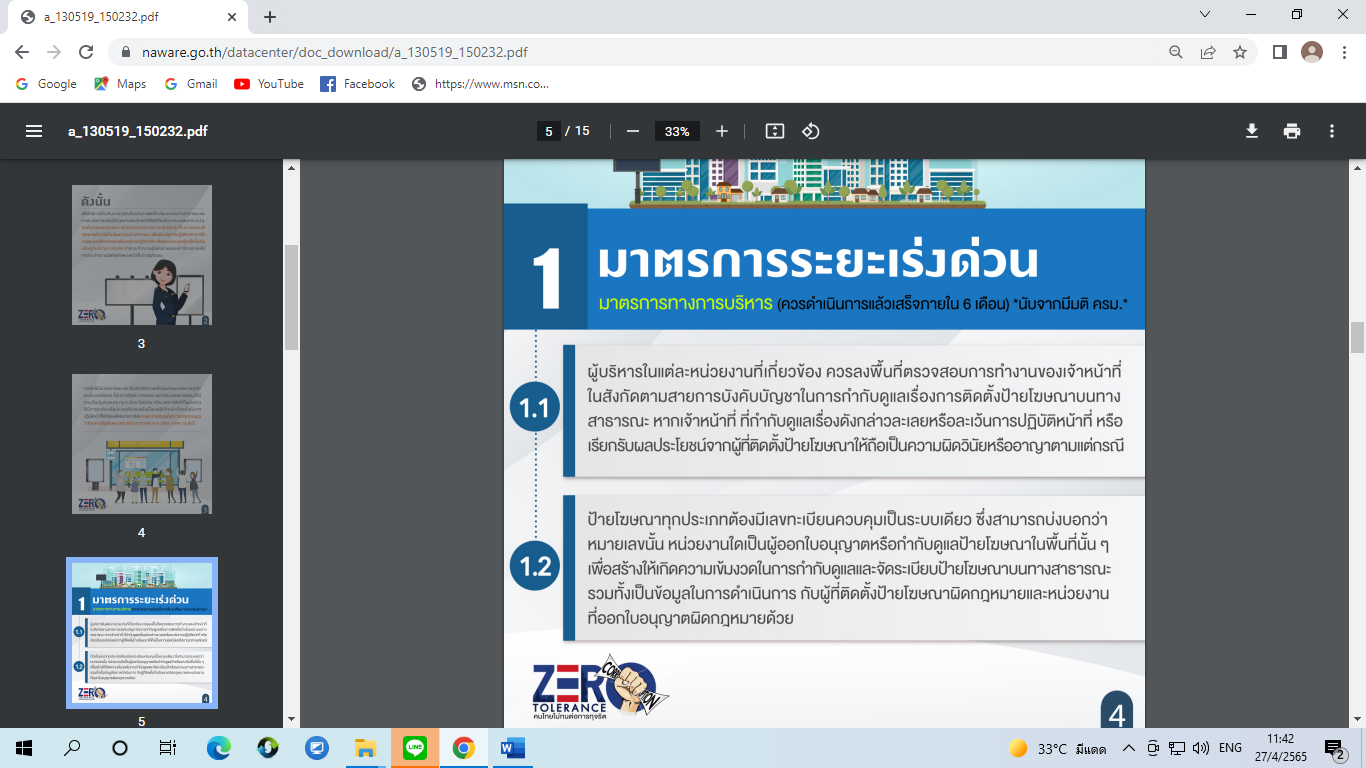 a_130519_150232.pdf
naware.go.th/datacenter/doc_download/a_130519_150232.pdf
Google
Maps
Gmail
YouTube
Facebook
https://www.msn.co...
a_130519_150232.pdf
5 / 15
33%
ดังนั้น
ZERO
3
4
5
1 มาตรการระยะเร่งด่วน
มาตรการทางการบริหาร (ควรดำเนินการแล้วเสร็จภายใน 6 เดือน) *นับจากมีมติ ครม.*
1.1
ผู้บริหารในแต่ละหน่วยงานที่เกี่ยวข้อง ควรลงพื้นที่ตรวจสอบการทำงานของเจ้าหน้าที่
ในสังกัดตามสายการบังคับบัญชาในการกำกับดูแลเรื่องการติดตั้งป้ายโฆษณาบนทาง
สาธารณะ หากเจ้าหน้าที่ ที่กำกับดูแลเรื่องดังกล่าวละเลยหรือละเว้นการปฏิบัติหน้าที่ หรือ
เรียกรับผลประโยชน์จากผู้ที่ติดตั้งป้ายโฆษณาให้ถือเป็นความผิดวินัยหรืออาญาตามแต่กรณี
1.2
ป้ายโฆษณาทุกประเภทต้องมีเลขทะเบียนควบคุมเป็นระบบเดียว ซึ่งสามารถบ่งบอกว่า
หมายเลขนั้น หน่วยงานใดเป็นผู้ออกใบอนุญาตหรือกำกับดูแลป้ายโฆษณาในพื้นที่นั้น ๆ
เพื่อสร้างให้เกิดความเข้มงวดในการกำกับดูแลและจัดระเบียบป้ายโฆษณาบนทางสาธารณะ
รวมทั้งเป็นข้อมูลในการดำเนินการ กับผู้ที่ติดตั้งป้ายโฆษณาผิดกฎหมายและหน่วยงาน
ที่ออกใบอนุญาตผิดกฎหมายด้วย
ZERO
TOLERANCE
คนไทยไม่ทนต่อการทุจริต
4
33°C มีแดด
ENG
11:42
27/4/2565
2